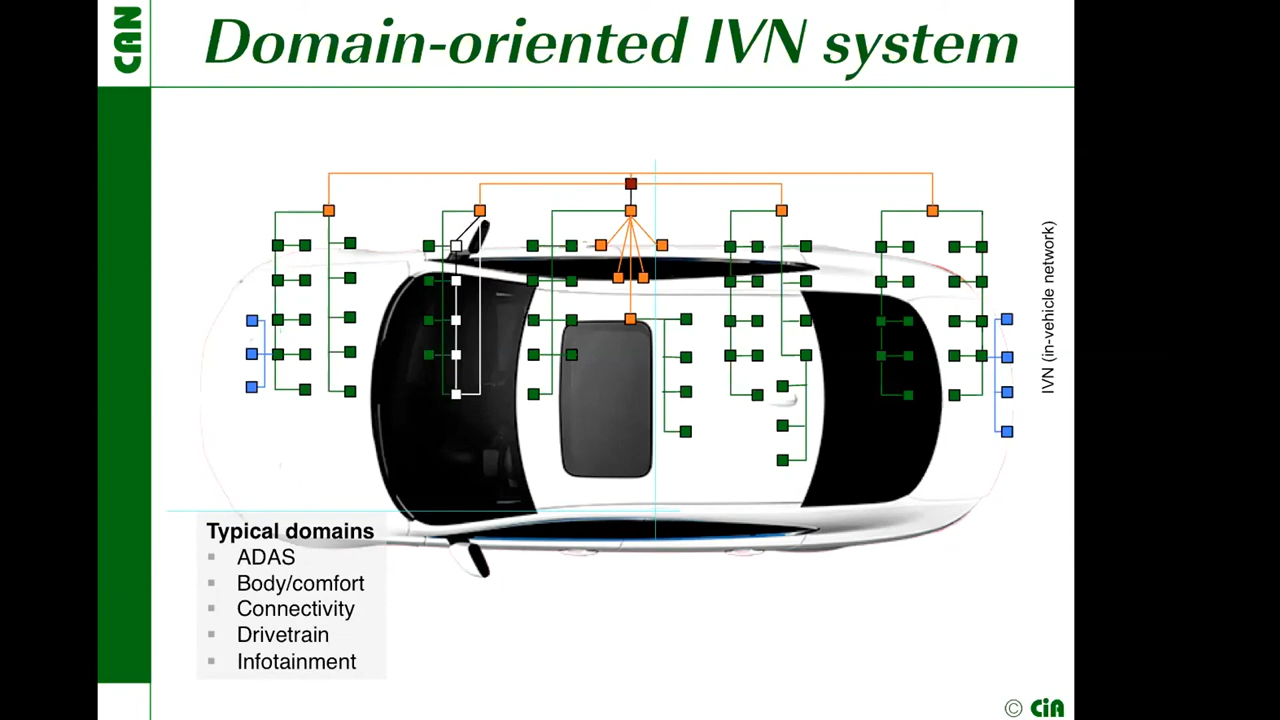 CAN
Domain-oriented IVN system
IVN (in-vehicle network)
Typical domains
ADAS
Body/comfort
Connectivity
Drivetrain
Infotainment
© CiA